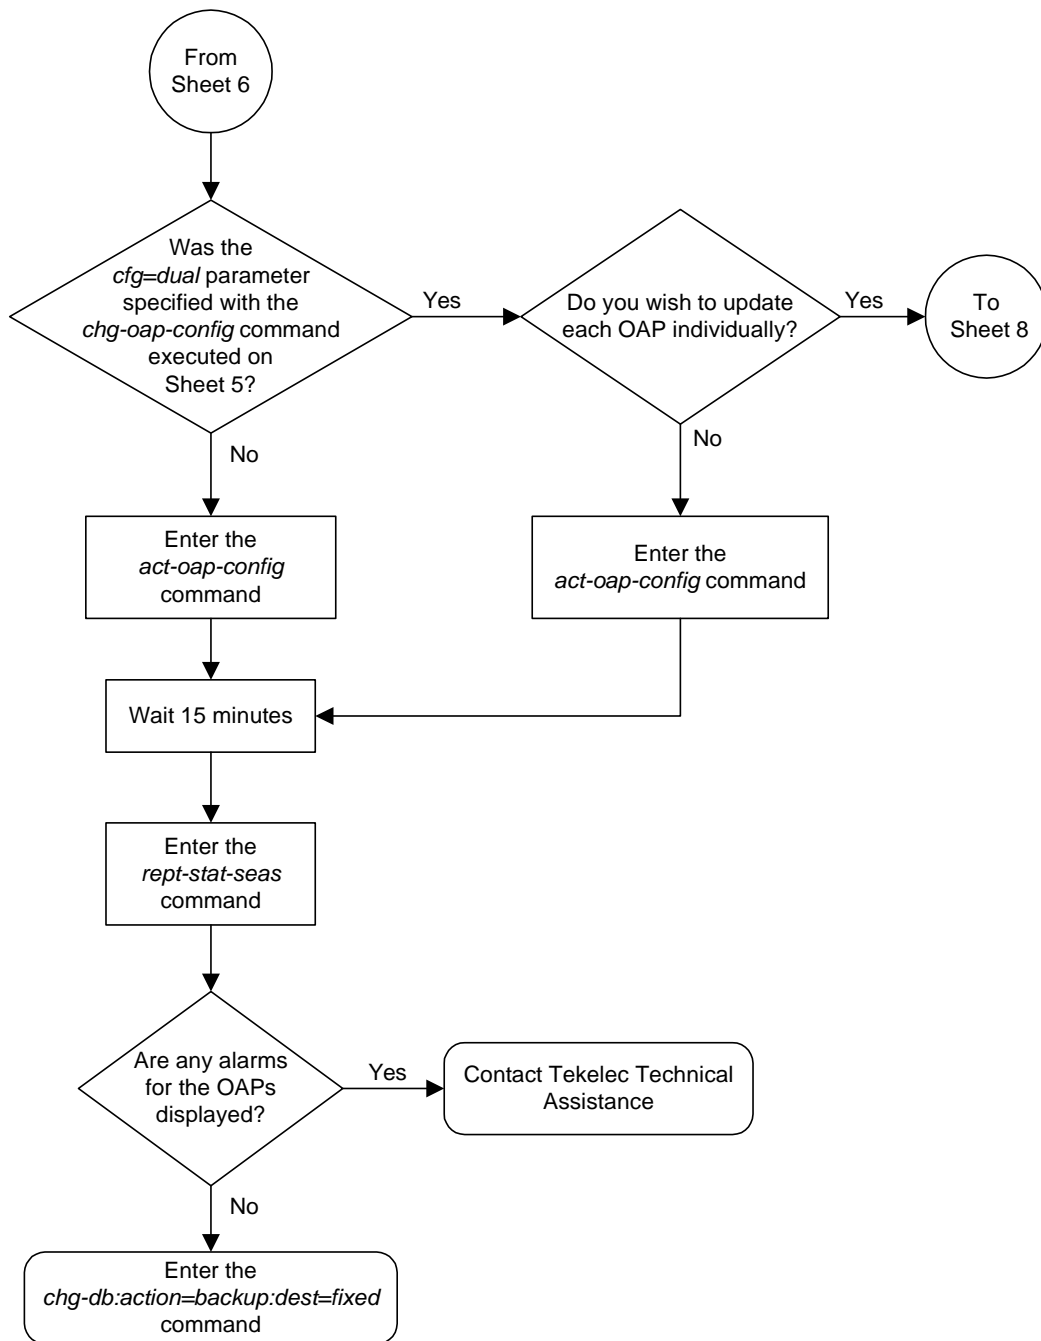 From
Sheet 6
Was the
cfg=dual parameter
specified with the
chg-oap-config command
executed on
Sheet 5?
Yes
Do you wish to update
each OAP individually?
Yes
To
Sheet 8
No
No
Enter the
act-oap-config
command
Enter the
act-oap-config command
Wait 15 minutes
Enter the
rept-stat-seas
command
Are any alarms
for the OAPs
displayed?
Yes
Contact Tekelec Technical
Assistance
No
Enter the
chg-db:action=backup:dest=fixed
command